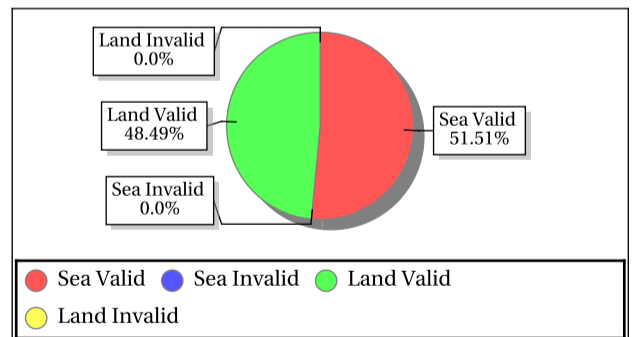 Land Invalid
0.0%
Land Valid
48.49%
Sea Valid
51.51%
Sea Invalid
0.0%
Sea Valid Sea Invalid Land Valid
Land Invalid